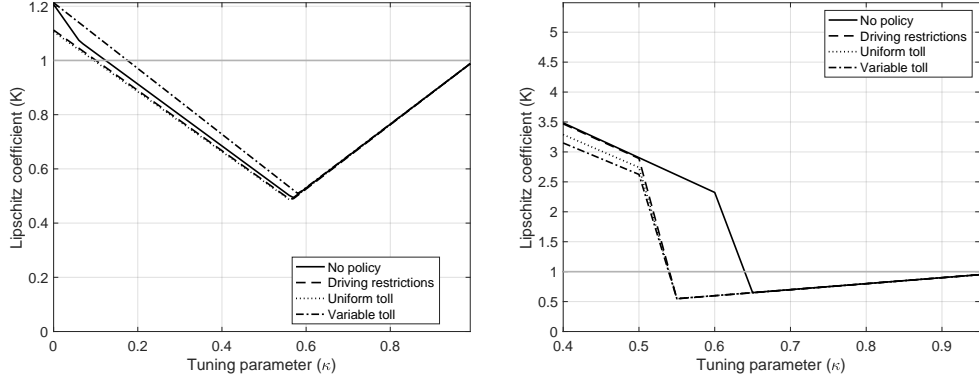 1.2
1
0.8
0.6
0.4
0.2
0
Lipschitz coefficient (K)
0
0.2
0.4
0.6
0.8
Tuning parameter (κ)
No policy
Driving restrictions
Uniform toll
Variable toll
5
4.5
4
3.5
3
2.5
2
1.5
1
0.5
0
Lipschitz coefficient (K)
0.4
0.5
0.6
0.7
0.8
0.9
Tuning parameter (κ)
No policy
Driving restrictions
Uniform toll
Variable toll